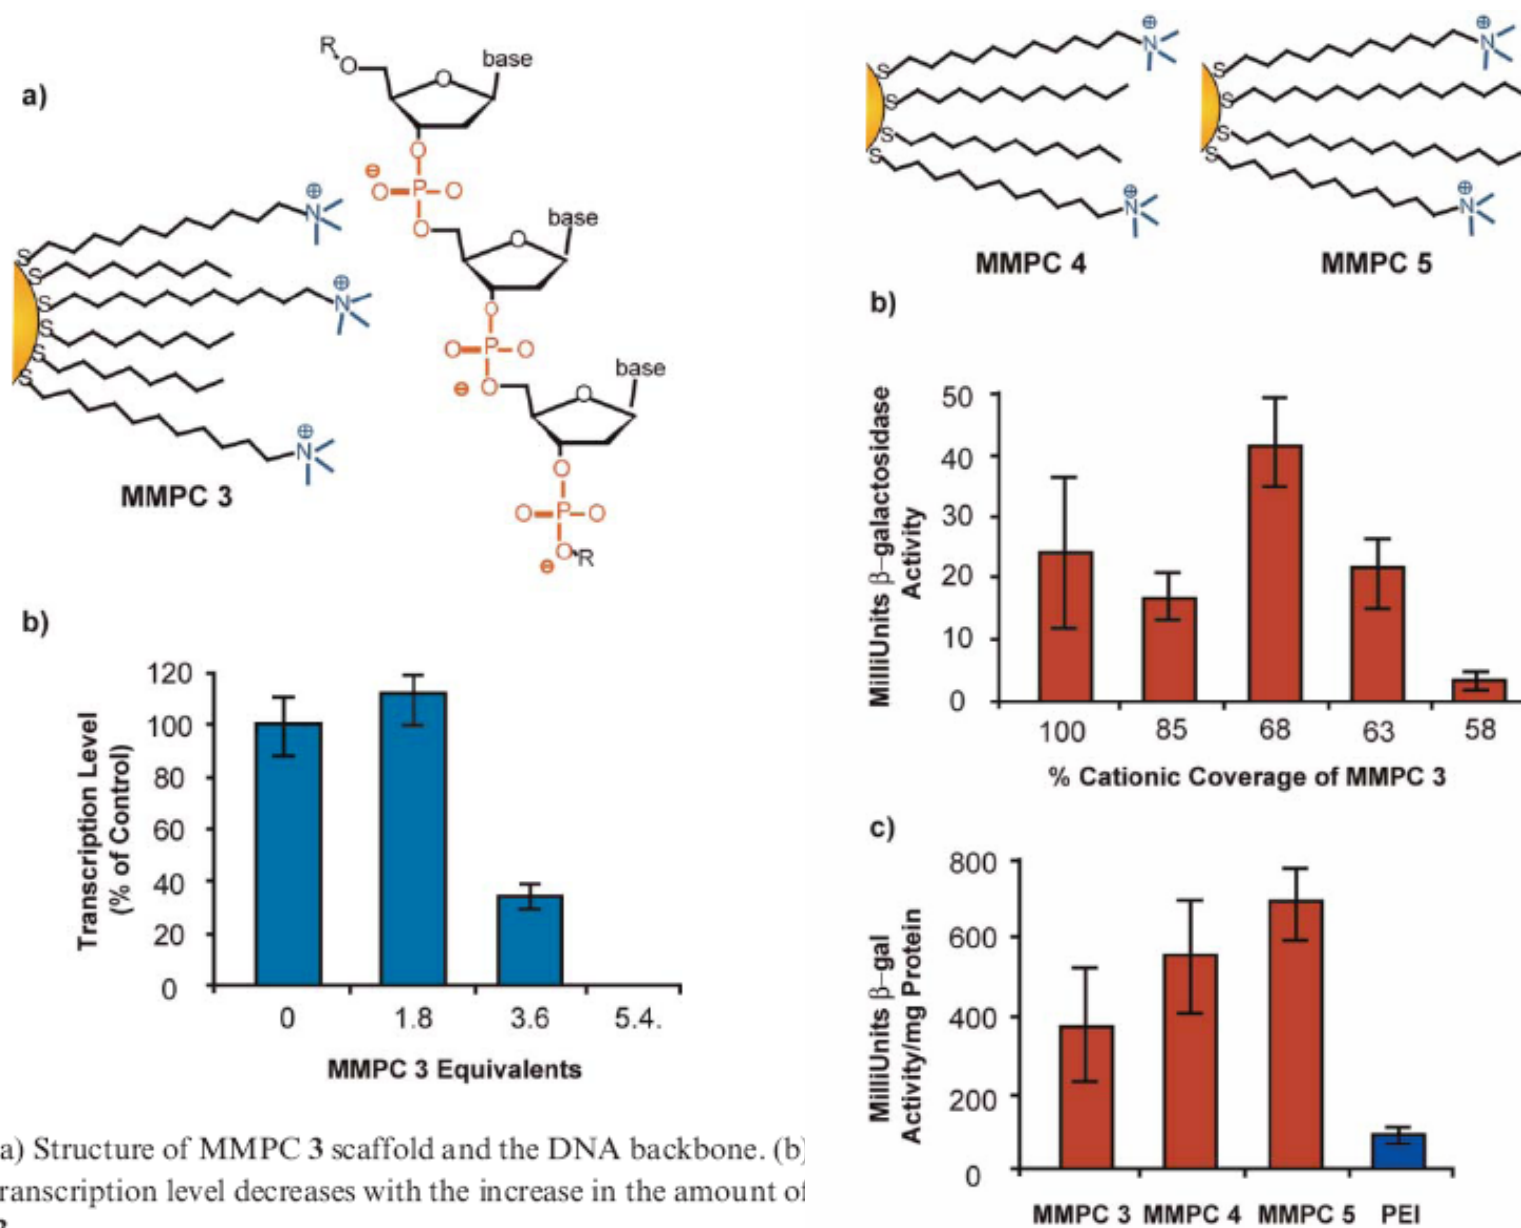 a)
R
O
O
base
O
⊖
O=P–O
O
O
base
⊕
N
S
S
S
S
S
S
⊕
N
⊕
N
MMPC 3
O
O=P–O
⊖
O
O
base
O
O=P–O
O
R
⊖
b)
Transcription Level
(% of Control)
120
100
80
60
40
20
0
0 1.8 3.6 5.4.
MMPC 3 Equivalents
a) Structure of MMPC 3 scaffold and the DNA backbone. (b)
ranscription level decreases with the increase in the amount of
⊕
N
S
S
S
S
⊕
N
MMPC 4
⊕
N
S
S
S
S
⊕
N
MMPC 5
b)
MilliUnits β–galactosidase
Activity
50
40
30
20
10
0
100 85 68 63 58
% Cationic Coverage of MMPC 3
c)
MilliUnits β–gal
Activity/mg Protein
800
600
400
200
0
MMPC 3 MMPC 4 MMPC 5 PEI